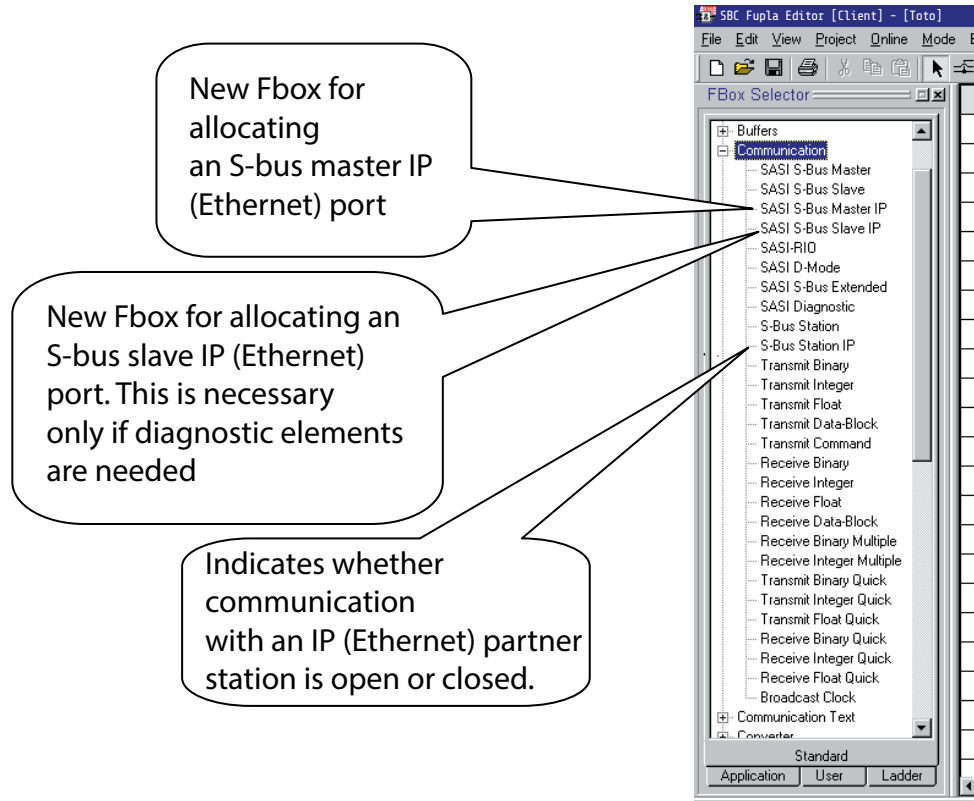 New Fbox for
allocating
an S-bus master IP
(Ethernet) port
New Fbox for allocating an
S-bus slave IP (Ethernet)
port. This is necessary
only if diagnostic elements
are needed
Indicates whether
communication
with an IP (Ethernet) partner
station is open or closed.
SBC Fupla Editor [Client] - [Toto]
File Edit View Project Online Mode
FBox Selector
Buffers
Communication
SASI S-Bus Master
SASI S-Bus Slave
SASI S-Bus Master IP
SASI S-Bus Slave IP
SASI-RIO
SASI D-Mode
SASI S-Bus Extended
SASI Diagnostic
S-Bus Station
S-Bus Station IP
Transmit Binary
Transmit Integer
Transmit Float
Transmit Data-Block
Transmit Command
Receive Binary
Receive Integer
Receive Float
Receive Data-Block
Receive Binary Multiple
Receive Integer Multiple
Transmit Binary Quick
Transmit Integer Quick
Transmit Float Quick
Receive Binary Quick
Receive Integer Quick
Receive Float Quick
Broadcast Clock
Communication Text
Converter
Standard
Application User Ladder